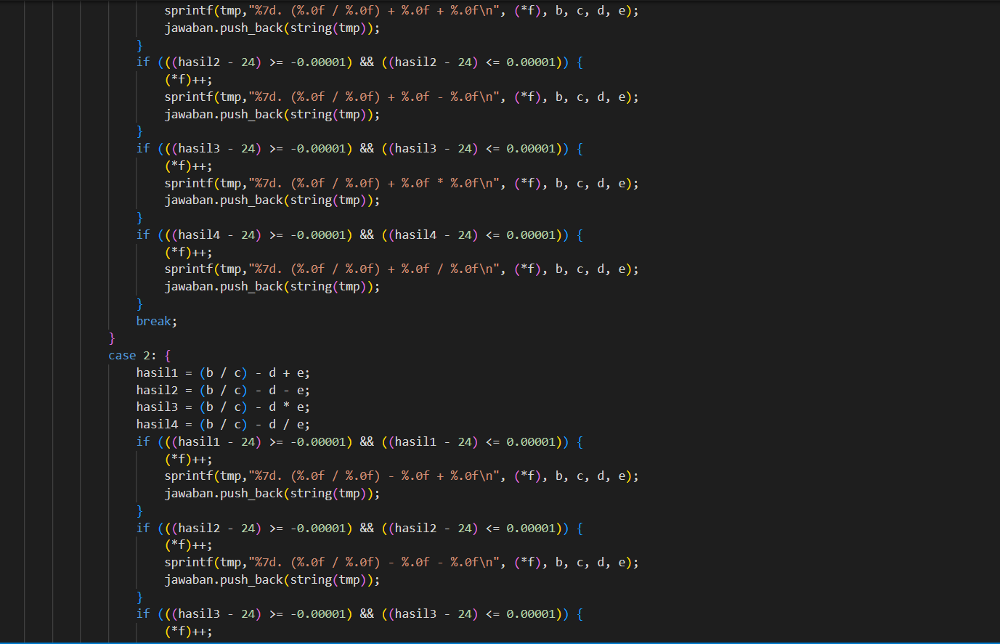 sprintf(tmp,"%7d. (%.0f / %.0f) + %.0f + %.0f\n", (*f), b, c, d, e);
jawaban.push_back(string(tmp));
}
if (((hasil2 - 24) >= -0.00001) && ((hasil2 - 24) <= 0.00001)) {
(*f)++;
sprintf(tmp,"%7d. (%.0f / %.0f) + %.0f - %.0f\n", (*f), b, c, d, e);
jawaban.push_back(string(tmp));
}
if (((hasil3 - 24) >= -0.00001) && ((hasil3 - 24) <= 0.00001)) {
(*f)++;
sprintf(tmp,"%7d. (%.0f / %.0f) + %.0f * %.0f\n", (*f), b, c, d, e);
jawaban.push_back(string(tmp));
}
if (((hasil4 - 24) >= -0.00001) && ((hasil4 - 24) <= 0.00001)) {
(*f)++;
sprintf(tmp,"%7d. (%.0f / %.0f) + %.0f / %.0f\n", (*f), b, c, d, e);
jawaban.push_back(string(tmp));
}
break;
}
case 2: {
hasil1 = (b / c) - d + e;
hasil2 = (b / c) - d - e;
hasil3 = (b / c) - d * e;
hasil4 = (b / c) - d / e;
if (((hasil1 - 24) >= -0.00001) && ((hasil1 - 24) <= 0.00001)) {
(*f)++;
sprintf(tmp,"%7d. (%.0f / %.0f) - %.0f + %.0f\n", (*f), b, c, d, e);
jawaban.push_back(string(tmp));
}
if (((hasil2 - 24) >= -0.00001) && ((hasil2 - 24) <= 0.00001)) {
(*f)++;
sprintf(tmp,"%7d. (%.0f / %.0f) - %.0f - %.0f\n", (*f), b, c, d, e);
jawaban.push_back(string(tmp));
}
if (((hasil3 - 24) >= -0.00001) && ((hasil3 - 24) <= 0.00001)) {
(*f)++;